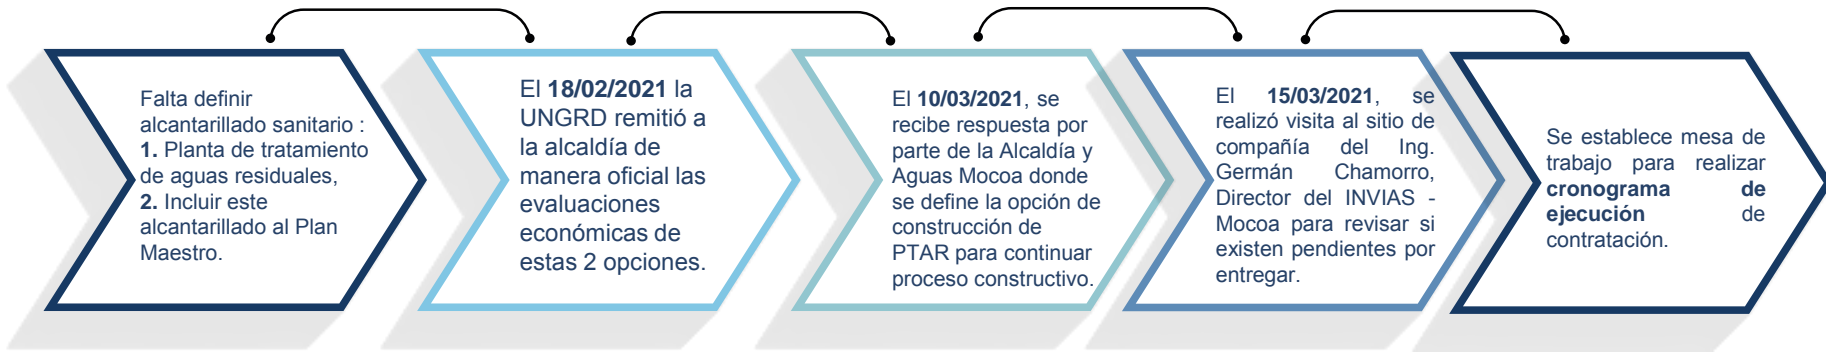 Falta definir
alcantarillado sanitario :
1. Planta de tratamiento
de aguas residuales,
2. Incluir este
alcantarillado al Plan
Maestro.
El 18/02/2021 la
UNGRD remitió a
la alcaldía de
manera oficial las
evaluaciones
económicas de
estas 2 opciones.
El 10/03/2021, se
recibe respuesta por
parte de la Alcaldía y
Aguas Mocoa donde
se define la opción de
construcción de
PTAR para continuar
proceso constructivo.
El 15/03/2021, se
realizó visita al sitio de
compañía del Ing.
Germán Chamorro,
Director del INVIAS -
Mocoa para revisar si
existen pendientes por
entregar.
Se establece mesa de
trabajo para realizar
cronograma de
ejecución de
contratación.